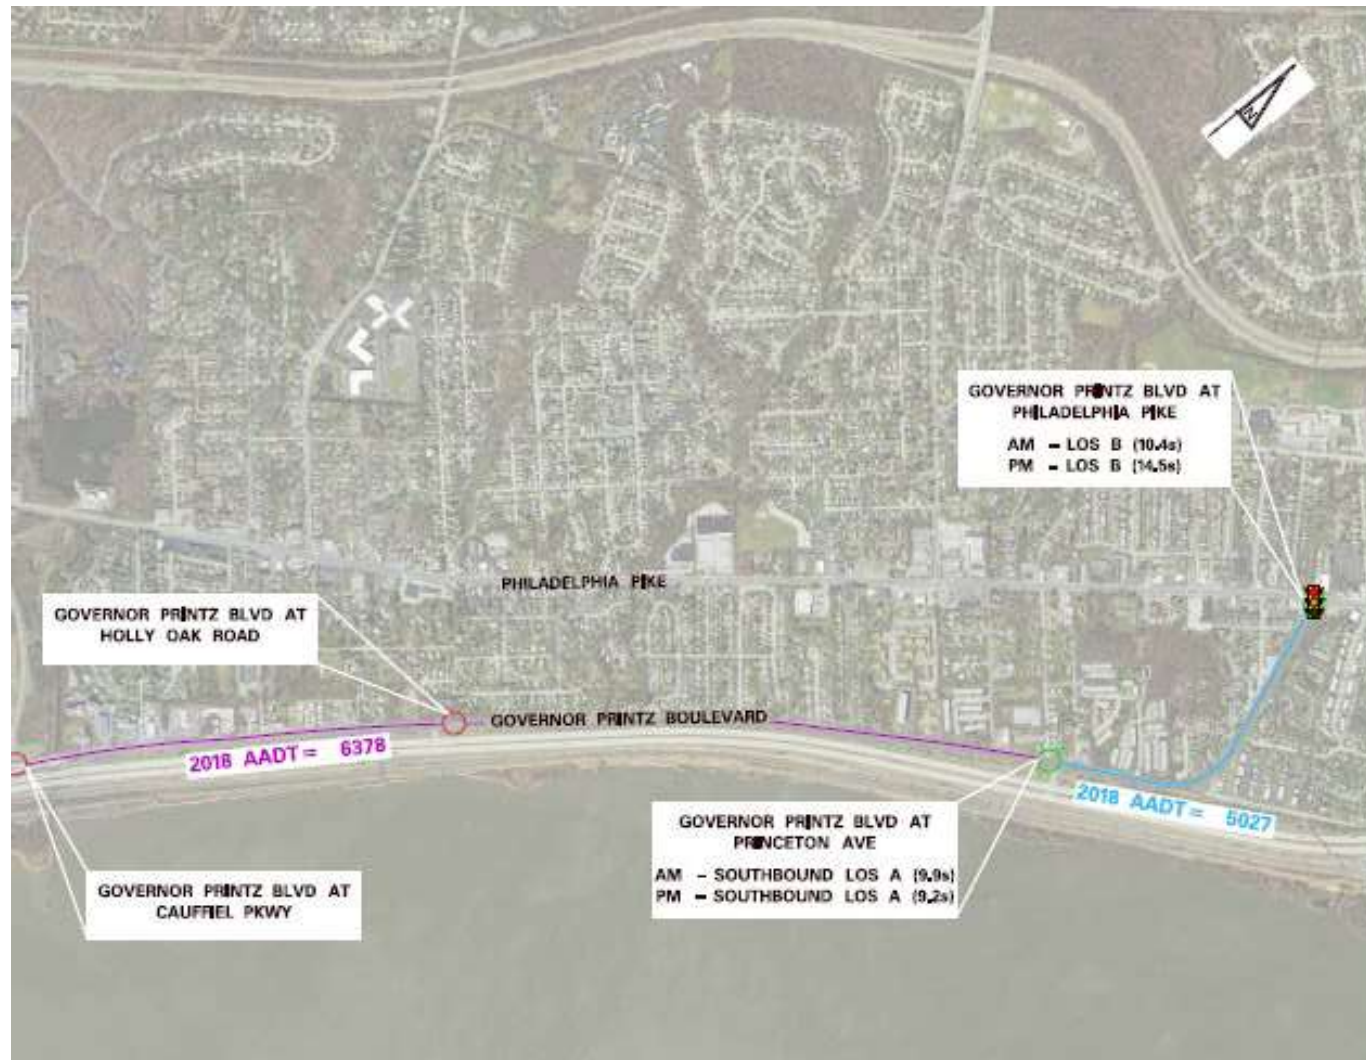 N
GOVERNOR PRINTZ BLVD AT
PHILADELPHIA PIKE
AM - LOS B (10.4s)
PM - LOS B (14.5s)
PHILADELPHIA PIKE
GOVERNOR PRINTZ BLVD AT
HOLLY OAK ROAD
GOVERNOR PRINTZ BOULEVARD
2018 AADT = 6378
2018 AADT = 5027
GOVERNOR PRINTZ BLVD AT
PRINCETON AVE
AM - SOUTHBOUND LOS A (9.9s)
PM - SOUTHBOUND LOS A (9.2s)
GOVERNOR PRINTZ BLVD AT
CAUFFIEL PKWY